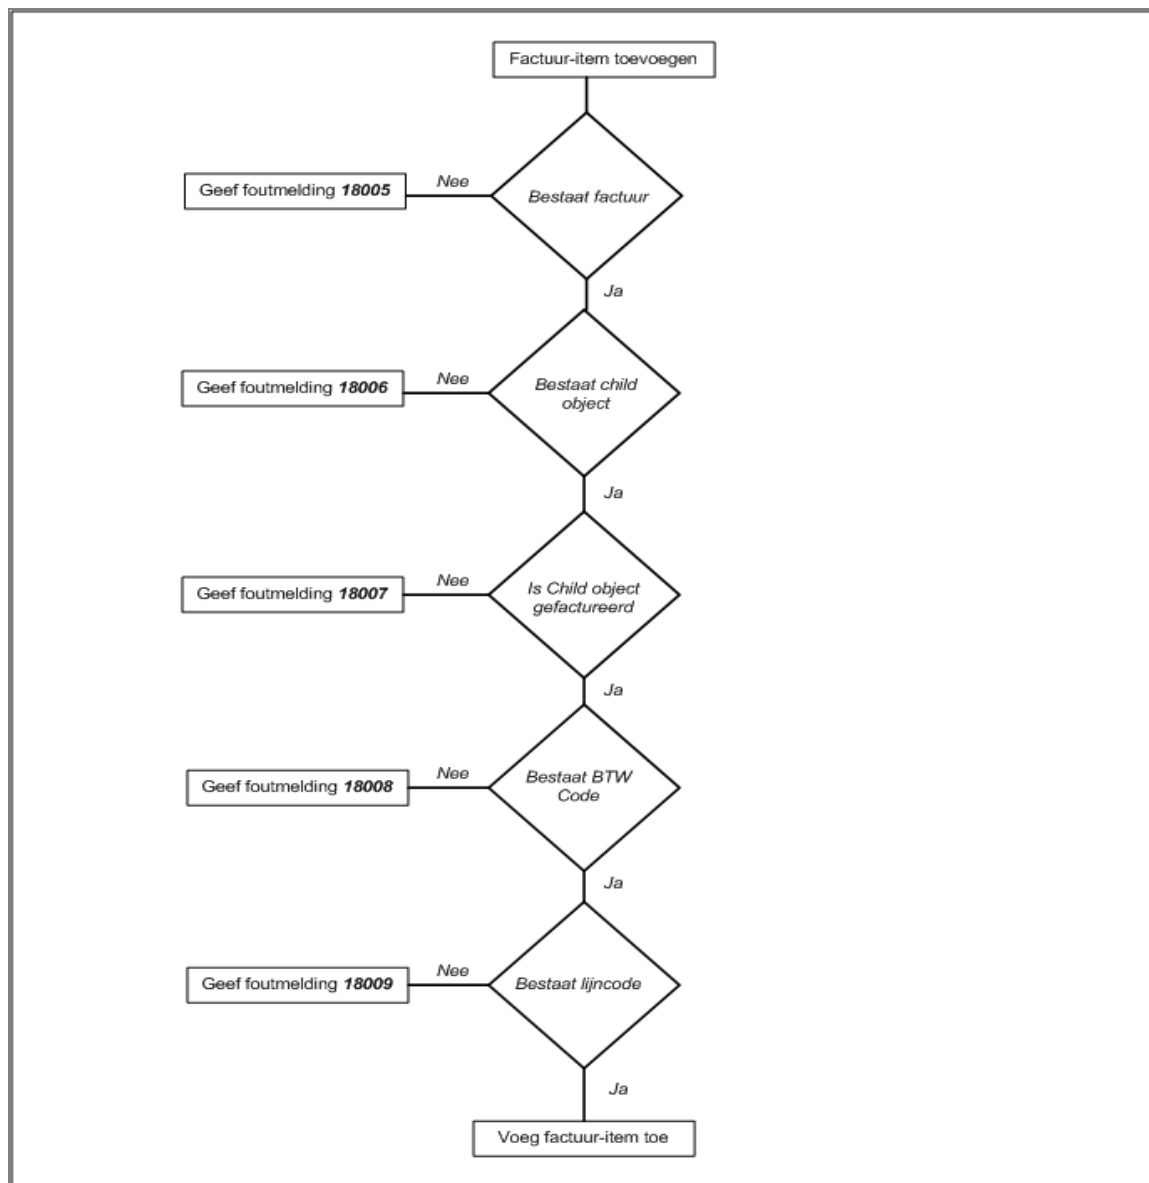 Factuur-item toevoegen
Geef foutmelding 18005
Nee
Bestaat factuur
Ja
Geef foutmelding 18006
Nee
Bestaat child
object
Ja
Geef foutmelding 18007
Nee
Is Child object
gefactureerd
Ja
Geef foutmelding 18008
Nee
Bestaat BTW
Code
Ja
Geef foutmelding 18009
Nee
Bestaat lijncode
Ja
Voeg factuur-item toe